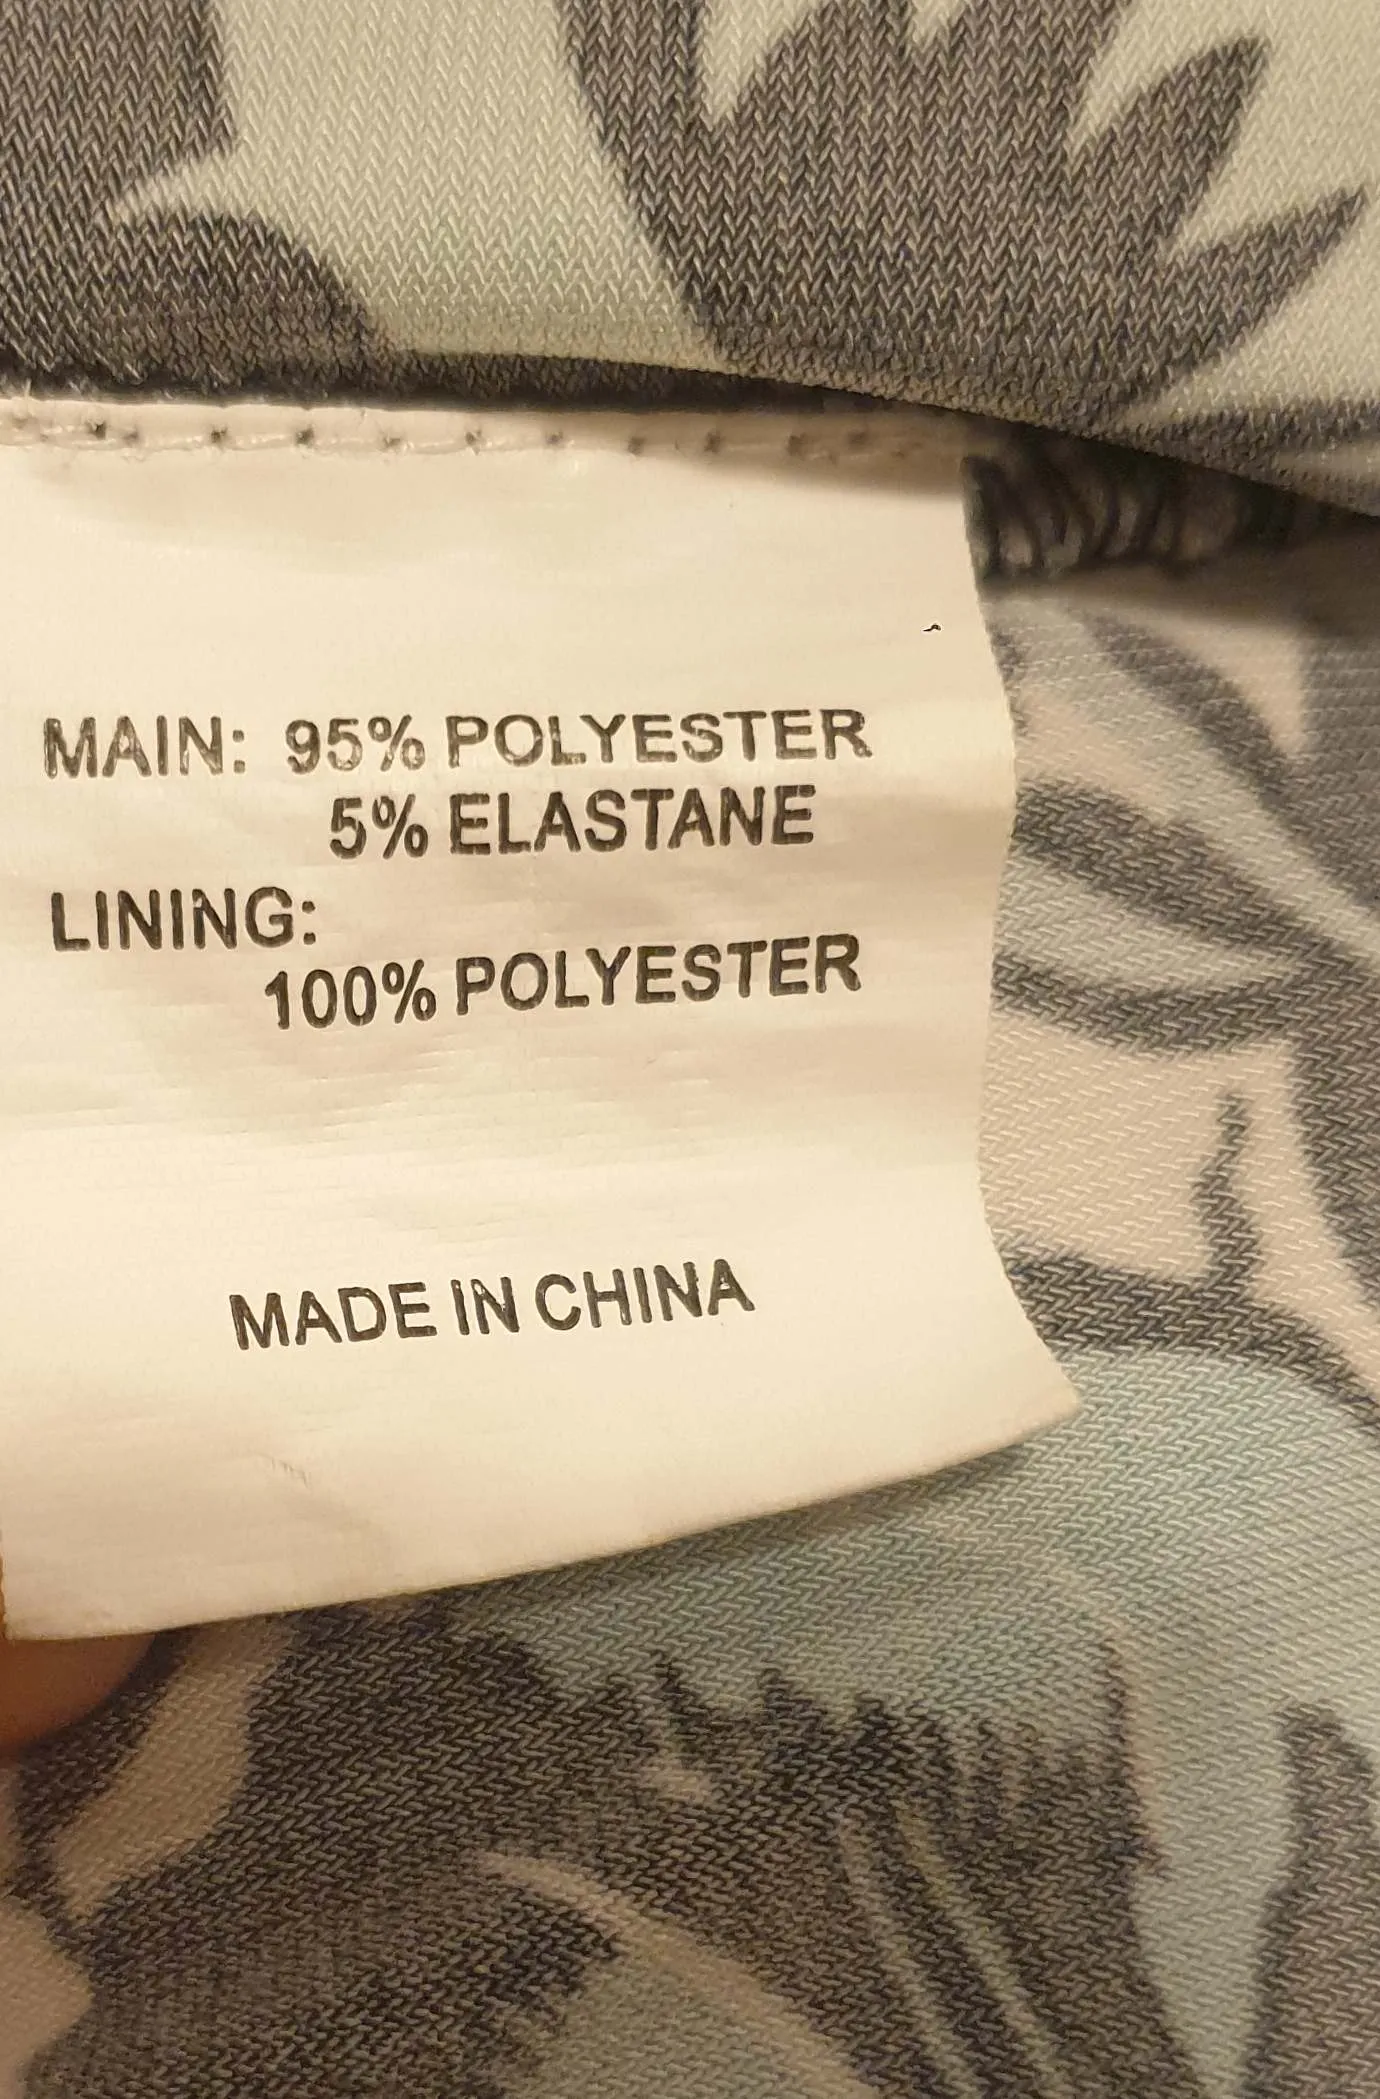 MAIN: 95% POLYESTER
5% ELASTANE
LINING:
100% POLYESTER
MADE IN CHINA